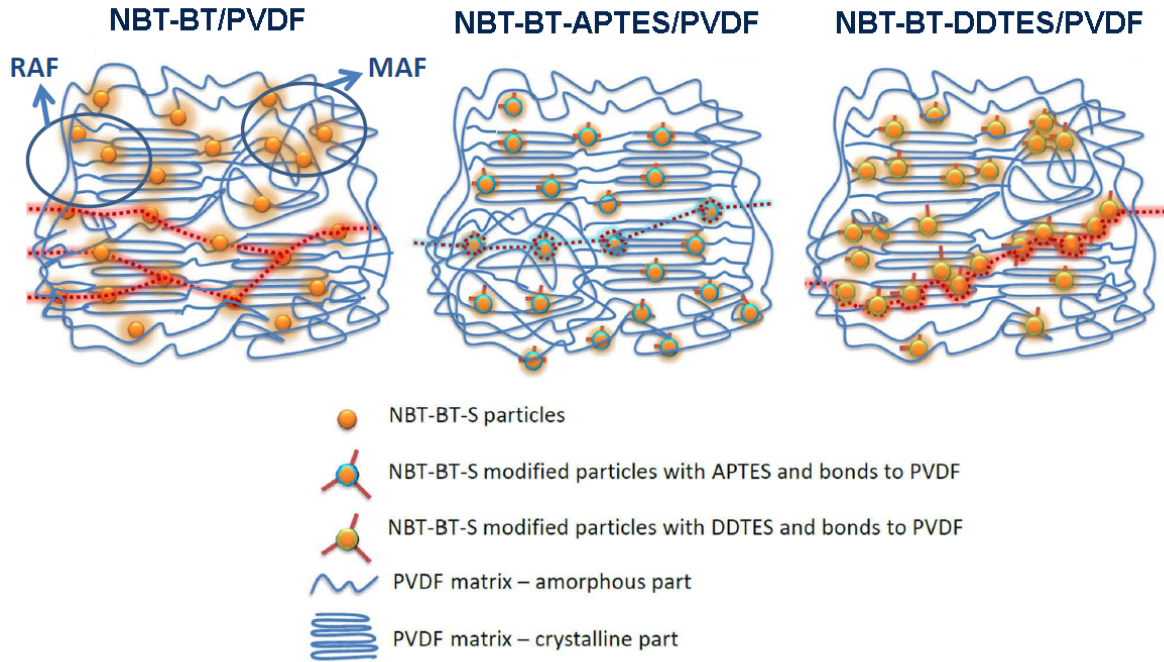 NBT-BT/PVDF
NBT-BT-APTES/PVDF
NBT-BT-DDTES/PVDF
RAF
MAF
NBT-BT-S particles
NBT-BT-S modified particles with APTES and bonds to PVDF
NBT-BT-S modified particles with DDTES and bonds to PVDF
PVDF matrix – amorphous part
PVDF matrix – crystalline part